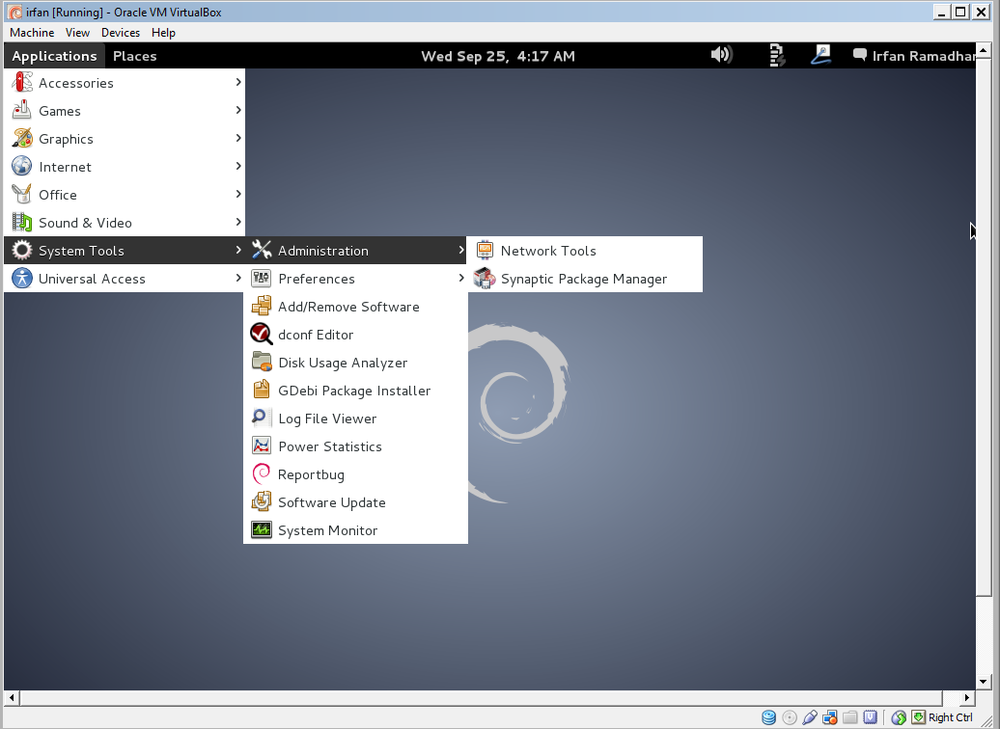 irfan [Running] - Oracle VM VirtualBox
Machine View Devices Help
Applications Places Wed Sep 25, 4:17 AM Irfan Ramadhan
Accessories
Games
Graphics
Internet
Office
Sound & Video
System Tools Administration Network Tools
Universal Access Preferences Synaptic Package Manager
Add/Remove Software
dconf Editor
Disk Usage Analyzer
GDebi Package Installer
Log File Viewer
Power Statistics
Reportbug
Software Update
System Monitor
Right Ctrl